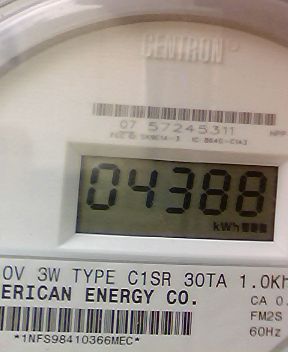 CENTRON®
07 57245311
04388
kWh
0V 3W TYPE C1SR 30TA 1.0Kh
ERICAN ENERGY CO.
CA 0.
FM2S
60Hz
*1NFS98410366MEC*